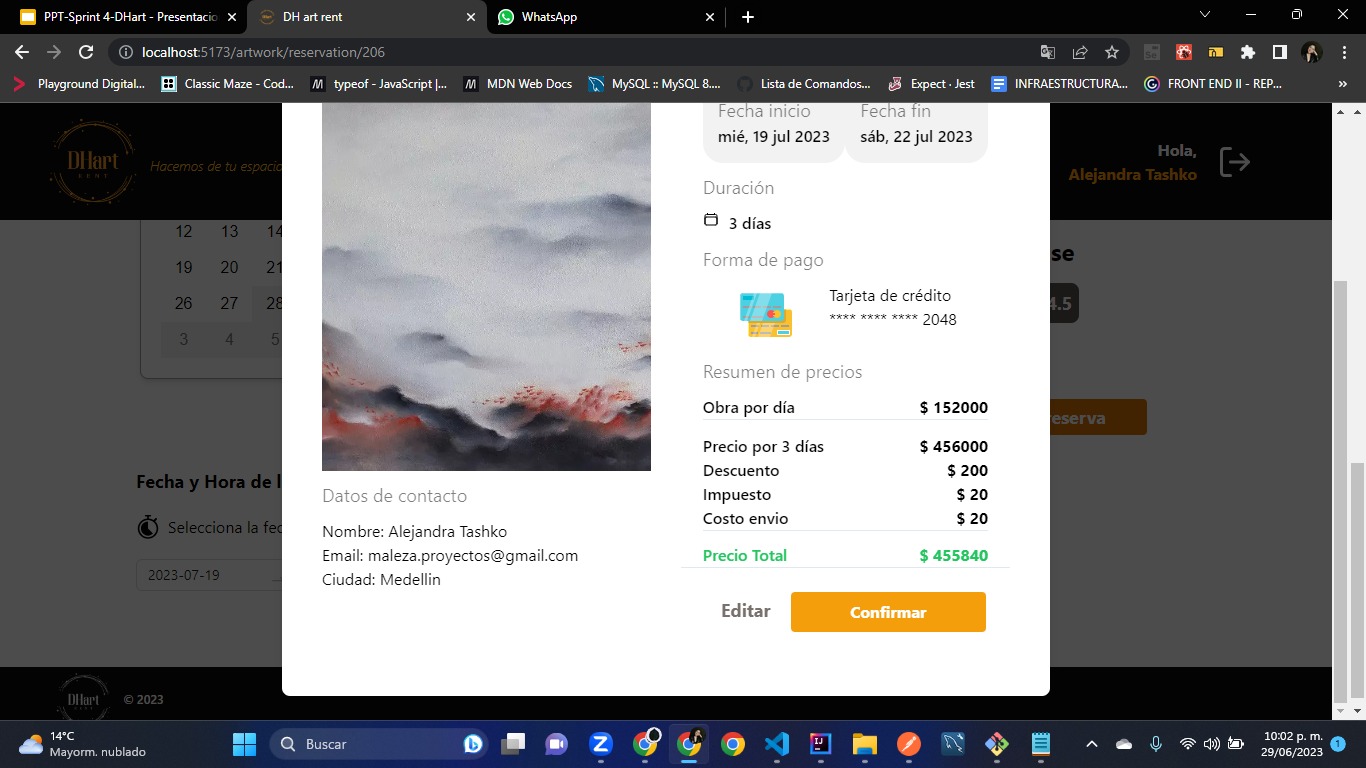 PPT-Sprint 4-DHart - Presentacio
DH art rent
WhatsApp
localhost:5173/artwork/reservation/206
Playground Digital...
Classic Maze - Cod...
typeof - JavaScript |...
MDN Web Docs
MySQL :: MySQL 8....
Lista de Comandos...
Expect · Jest
INFRAESTRUCTURA...
FRONT END II - REP...
»
DHart
RENT
Hacemos de tu espacio
Hola,
Alejandra Tashko
12 13 14
19 20 21
26 27 28
3 4 5
Fecha y Hora de l
Selecciona la fec
2023-07-19
Fecha inicio
mié, 19 jul 2023
Fecha fin
sáb, 22 jul 2023
Duración
3 días
Forma de pago
Tarjeta de crédito
**** **** **** 2048
Resumen de precios
Obra por día $ 152000
Precio por 3 días $ 456000
Descuento $ 200
Impuesto $ 20
Costo envio $ 20
Precio Total $ 455840
Editar
Confirmar
Datos de contacto
Nombre: Alejandra Tashko
Email: maleza.proyectos@gmail.com
Ciudad: Medellin
se
4.5
reserva
DHart
© 2023
14°C
Mayorm. nublado
Buscar
10:02 p. m.
29/06/2023
1